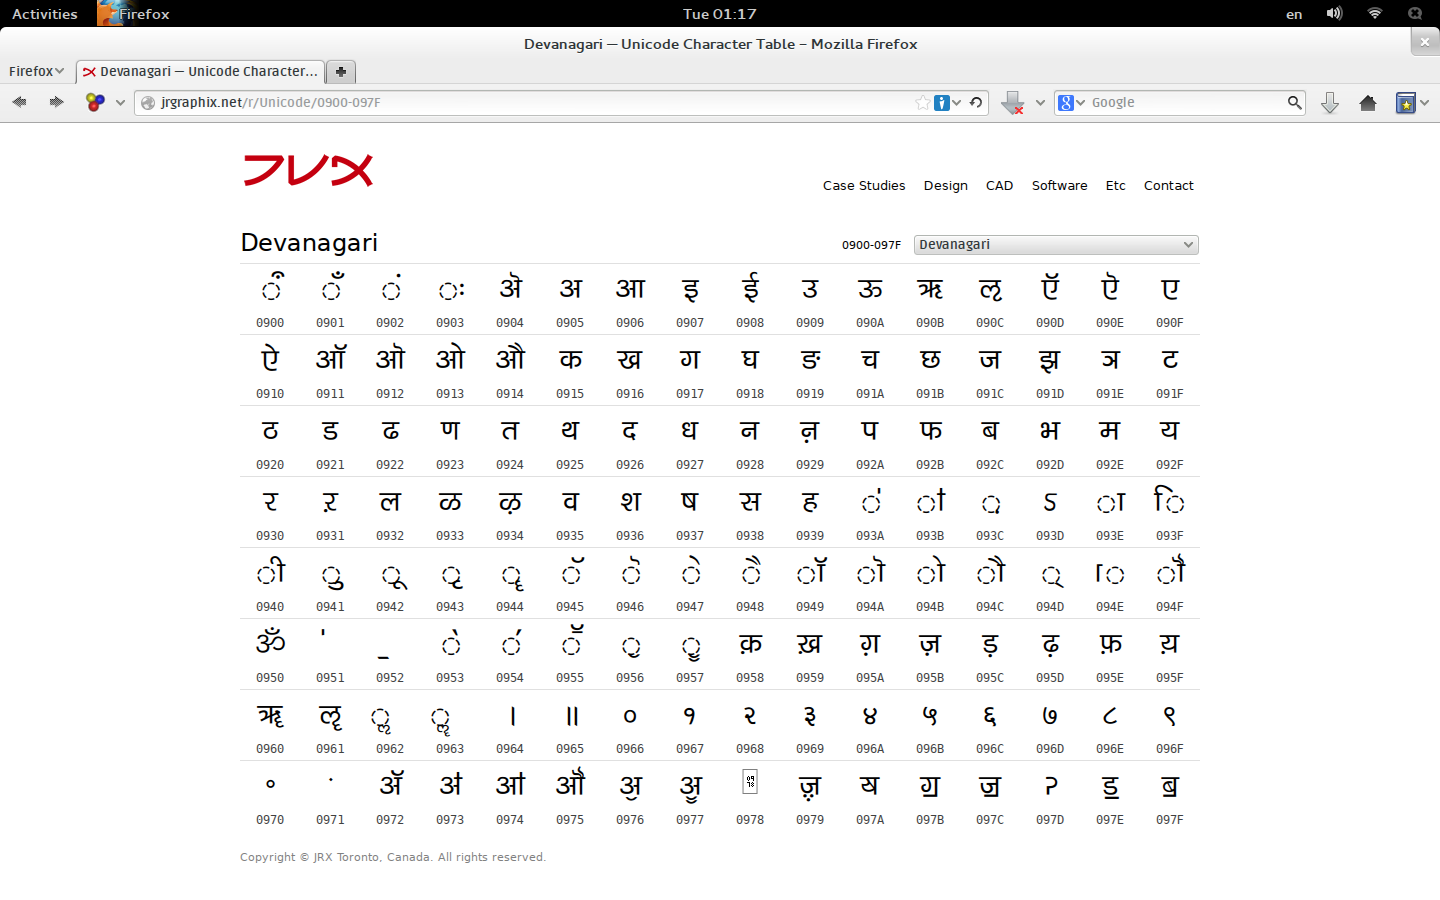 Activities Firefox Tue 01:17 en
Devanagari — Unicode Character Table – Mozilla Firefox
Firefox Devanagari — Unicode Character...
jrgraphix.net/r/Unicode/0900-097F Google
Case Studies Design CAD Software Etc Contact
Devanagari 0900-097F Devanagari
ऀ ँ ं ः ऄ अ आ इ ई उ ऊ ऋ ऌ ऍ ऎ ए
0900 0901 0902 0903 0904 0905 0906 0907 0908 0909 090A 090B 090C 090D 090E 090F
ऐ ऑ ऒ ओ औ क ख ग घ ङ च छ ज झ ञ ट
0910 0911 0912 0913 0914 0915 0916 0917 0918 0919 091A 091B 091C 091D 091E 091F
ठ ड ढ ण त थ द ध न ऩ प फ ब भ म य
0920 0921 0922 0923 0924 0925 0926 0927 0928 0929 092A 092B 092C 092D 092E 092F
र ऱ ल ळ ऴ व श ष स ह ऺ ऻ ़ ऽ ा ि
0930 0931 0932 0933 0934 0935 0936 0937 0938 0939 093A 093B 093C 093D 093E 093F
ी ु ू ृ ॄ ॅ ॆ े ै ॉ ॊ ो ौ ् ॎ ॏ
0940 0941 0942 0943 0944 0945 0946 0947 0948 0949 094A 094B 094C 094D 094E 094F
ॐ ॑ ॒ ॓ ॔ ॕ ॖ ॗ क़ ख़ ग़ ज़ ड़ ढ़ फ़ य़
0950 0951 0952 0953 0954 0955 0956 0957 0958 0959 095A 095B 095C 095D 095E 095F
ॠ ॡ ॢ ॣ । ॥ ० १ २ ३ ४ ५ ६ ७ ८ ९
0960 0961 0962 0963 0964 0965 0966 0967 0968 0969 096A 096B 096C 096D 096E 096F
॰ ॱ ॲ ॳ ॴ ॵ ॶ ॷ ॸ ॹ ॺ ॻ ॼ ॽ ॾ ॿ
0970 0971 0972 0973 0974 0975 0976 0977 0978 0979 097A 097B 097C 097D 097E 097F
Copyright © JRX Toronto, Canada. All rights reserved.